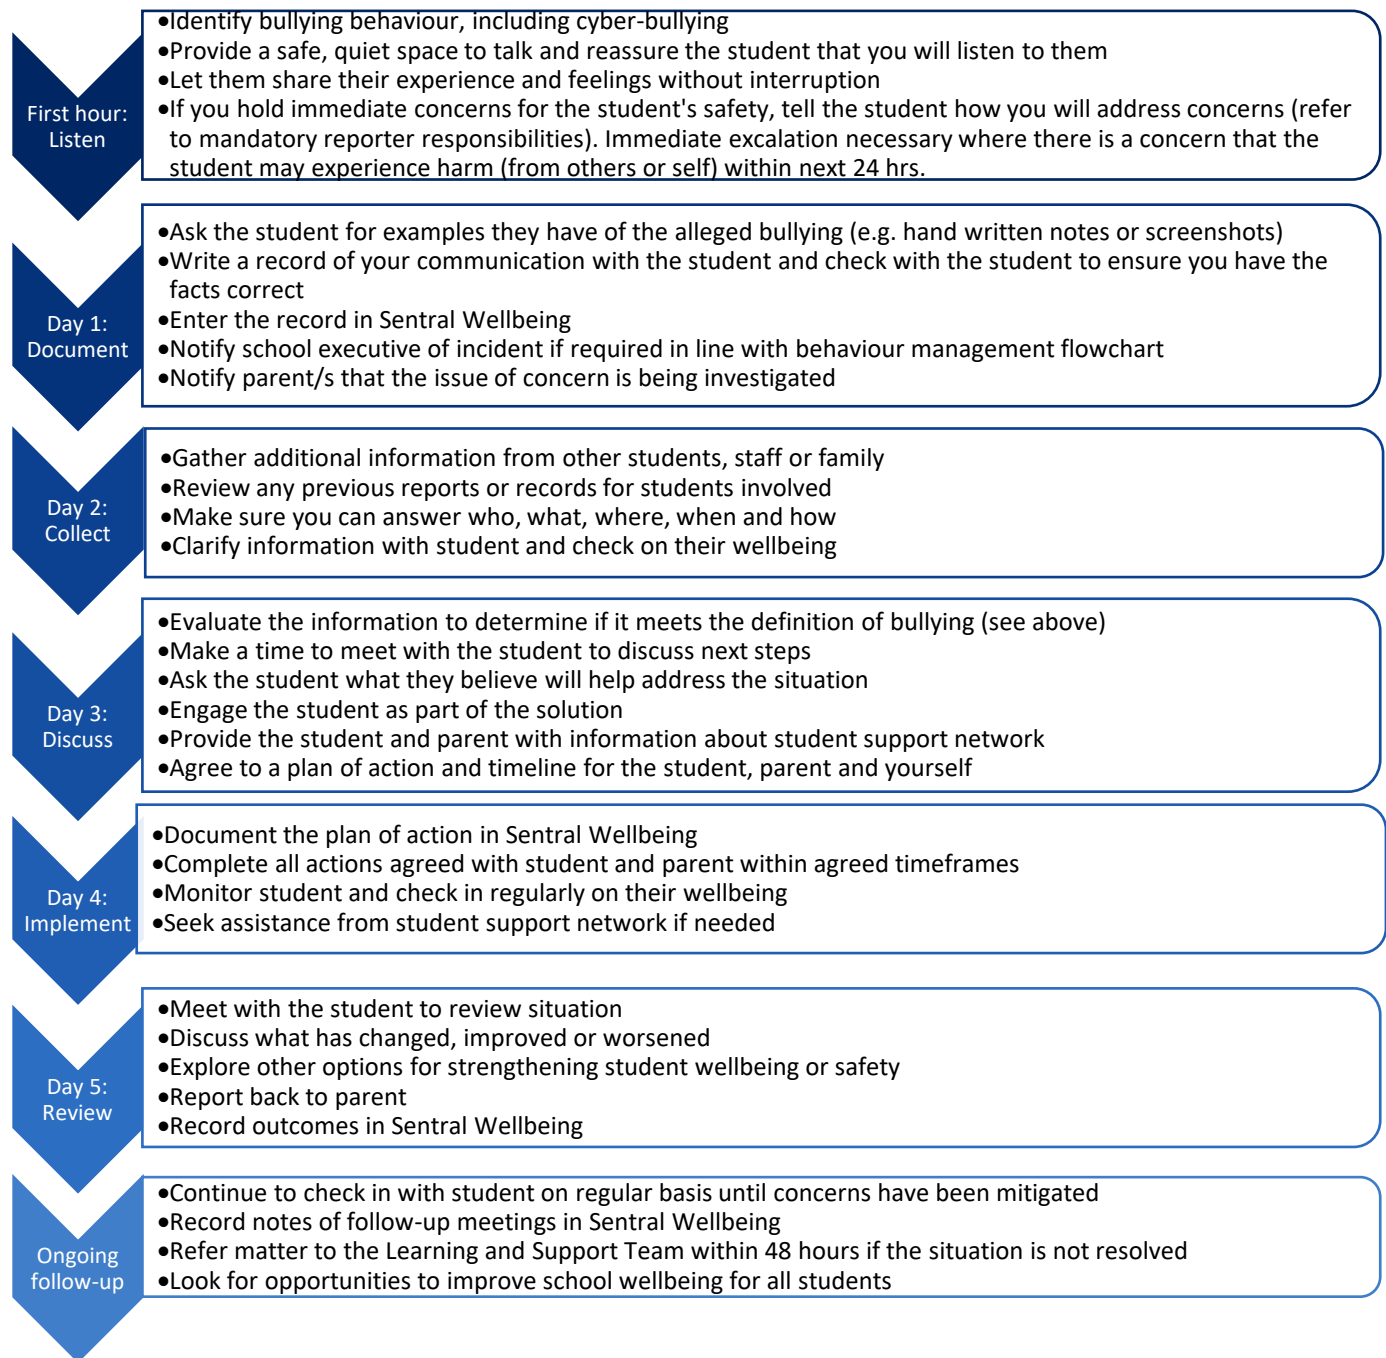 First hour:
Listen
•Identify bullying behaviour, including cyber-bullying
•Provide a safe, quiet space to talk and reassure the student that you will listen to them
•Let them share their experience and feelings without interruption
•If you hold immediate concerns for the student's safety, tell the student how you will address concerns (refer
to mandatory reporter responsibilities). Immediate excalation necessary where there is a concern that the
student may experience harm (from others or self) within next 24 hrs.
Day 1:
Document
•Ask the student for examples they have of the alleged bullying (e.g. hand written notes or screenshots)
•Write a record of your communication with the student and check with the student to ensure you have the
facts correct
•Enter the record in Sentral Wellbeing
•Notify school executive of incident if required in line with behaviour management flowchart
•Notify parent/s that the issue of concern is being investigated
Day 2:
Collect
•Gather additional information from other students, staff or family
•Review any previous reports or records for students involved
•Make sure you can answer who, what, where, when and how
•Clarify information with student and check on their wellbeing
Day 3:
Discuss
•Evaluate the information to determine if it meets the definition of bullying (see above)
•Make a time to meet with the student to discuss next steps
•Ask the student what they believe will help address the situation
•Engage the student as part of the solution
•Provide the student and parent with information about student support network
•Agree to a plan of action and timeline for the student, parent and yourself
Day 4:
Implement
•Document the plan of action in Sentral Wellbeing
•Complete all actions agreed with student and parent within agreed timeframes
•Monitor student and check in regularly on their wellbeing
•Seek assistance from student support network if needed
Day 5:
Review
•Meet with the student to review situation
•Discuss what has changed, improved or worsened
•Explore other options for strengthening student wellbeing or safety
•Report back to parent
•Record outcomes in Sentral Wellbeing
Ongoing
follow-up
•Continue to check in with student on regular basis until concerns have been mitigated
•Record notes of follow-up meetings in Sentral Wellbeing
•Refer matter to the Learning and Support Team within 48 hours if the situation is not resolved
•Look for opportunities to improve school wellbeing for all students